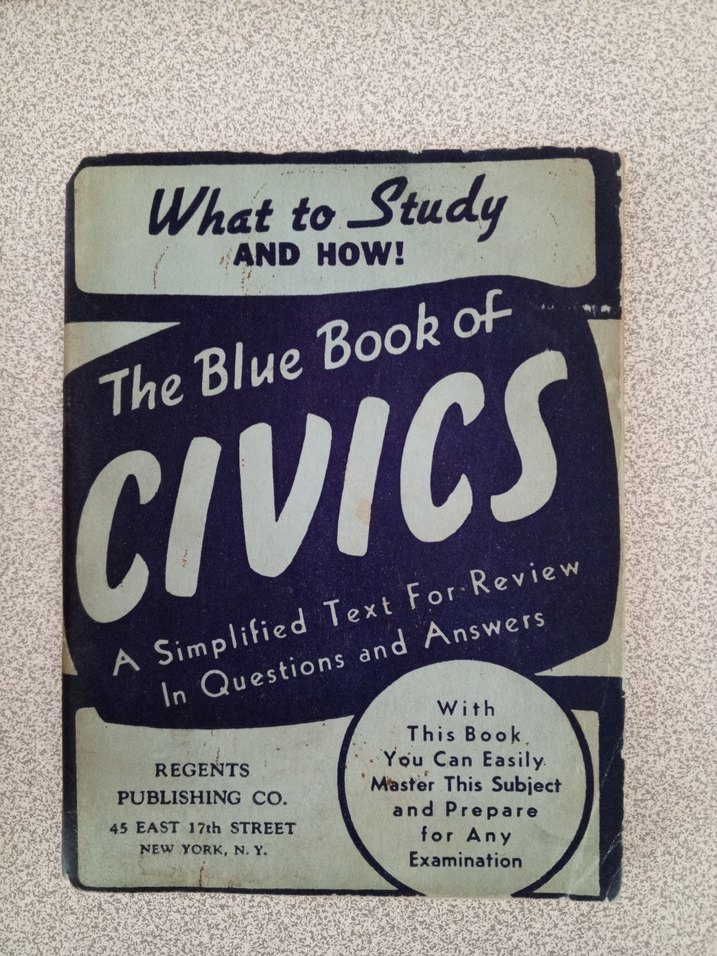 What to Study
AND HOW!
The Blue Book of
CIVICS
A Simplified Text For Review
In Questions and Answers
REGENTS
PUBLISHING CO.
45 EAST 17th STREET
NEW YORK, N. Y.
With
This Book
You Can Easily
Master This Subject
and Prepare
for Any
Examination